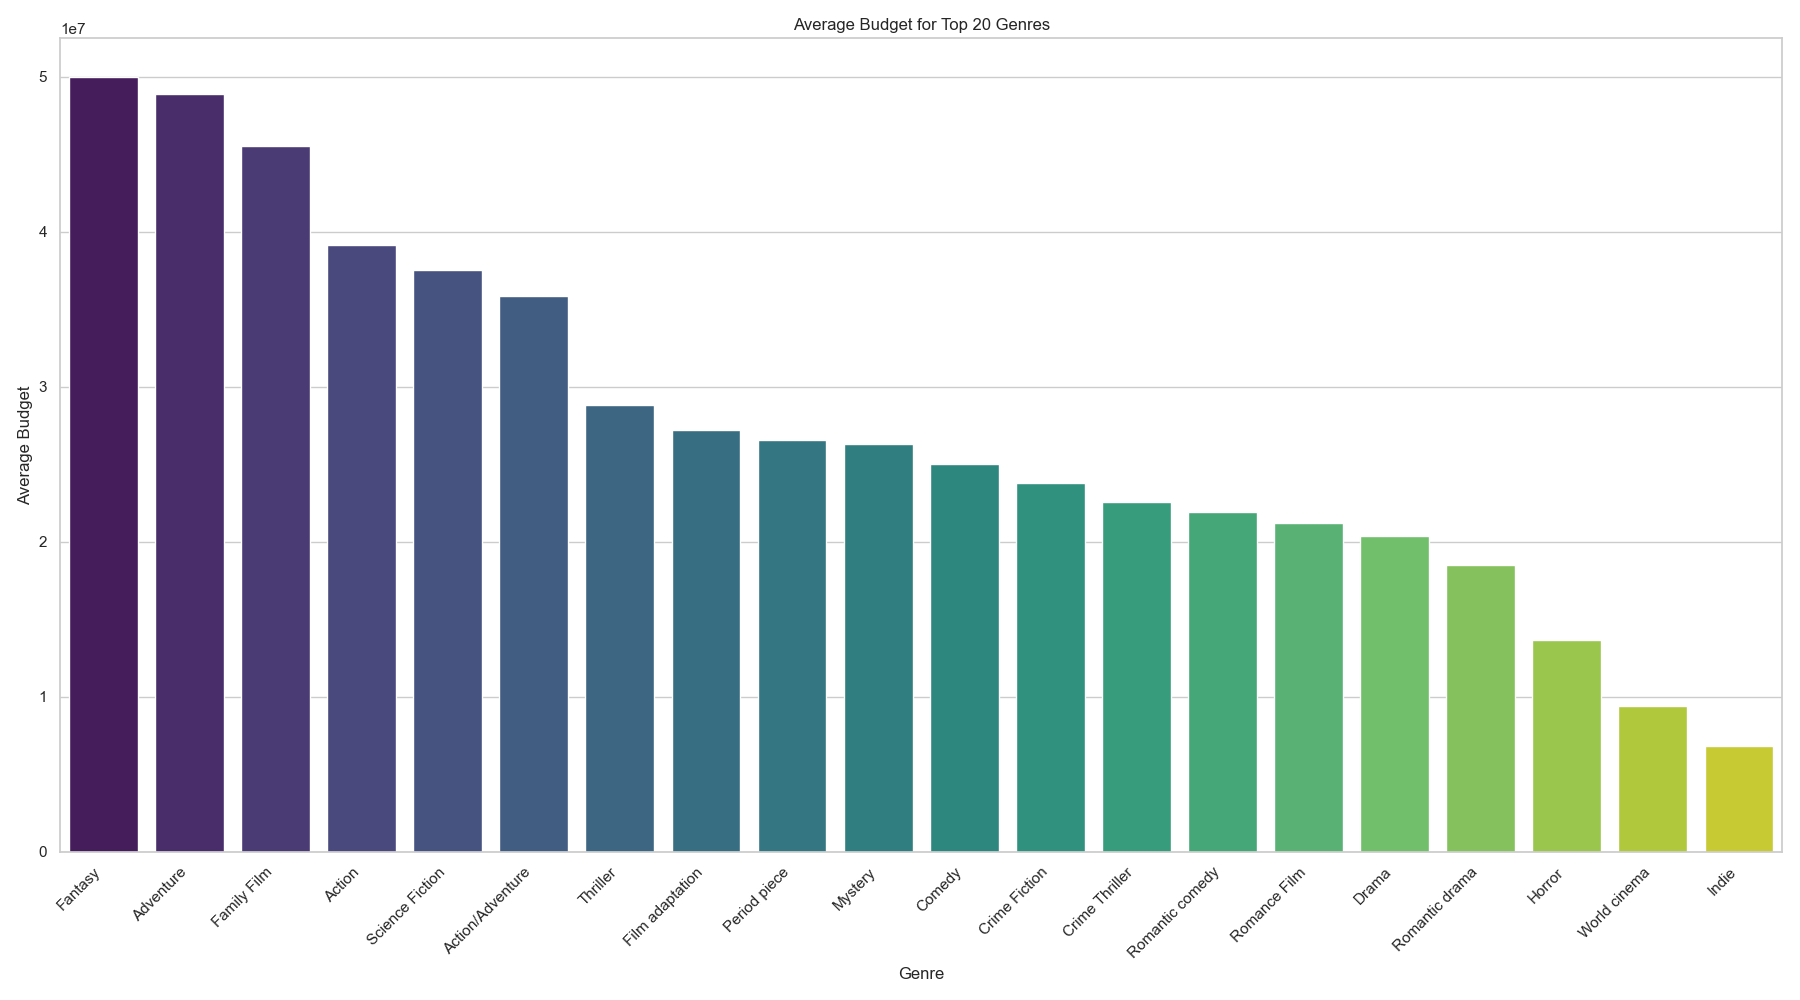 Average Budget for Top 20 Genres
1e7
5
4
3
2
1
0
Average Budget
Fantasy
Adventure
Family Film
Action
Science Fiction
Action/Adventure
Thriller
Film adaptation
Period piece
Mystery
Comedy
Crime Fiction
Crime Thriller
Romantic comedy
Romance Film
Drama
Romantic drama
Horror
World cinema
Indie
Genre